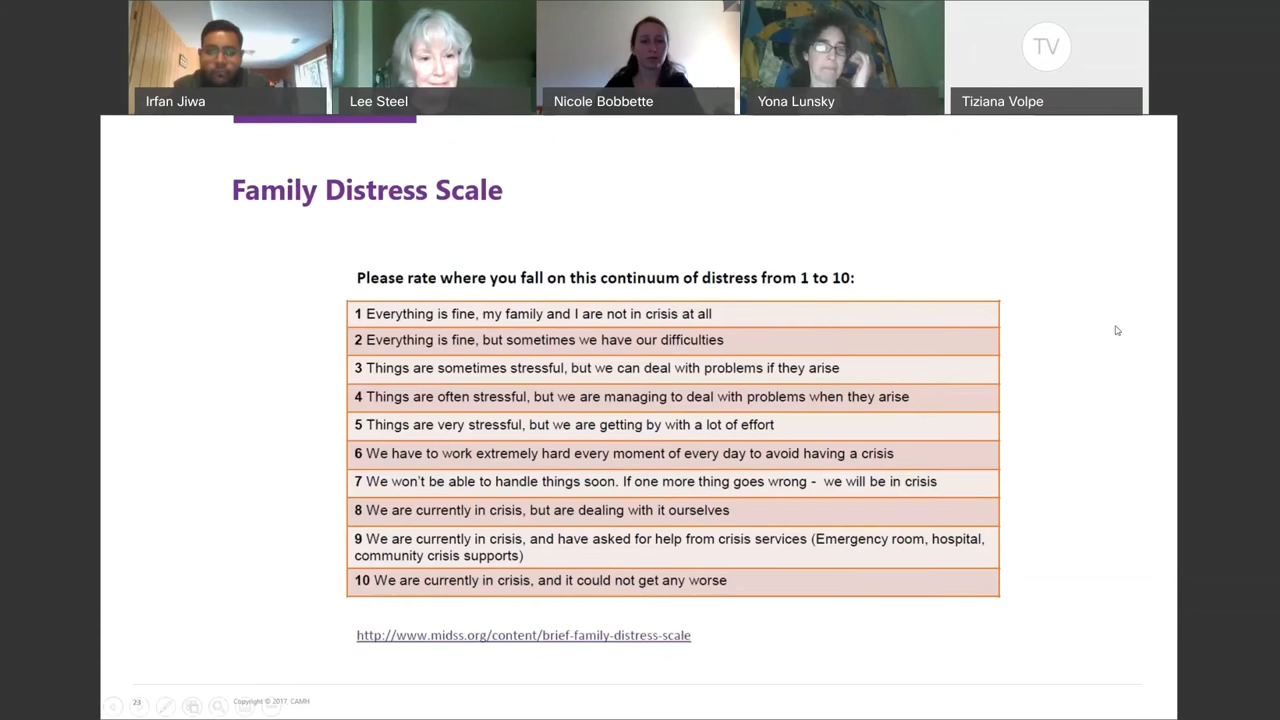 Irfan Jiwa
Lee Steel
Nicole Bobbette
Yona Lunsky
TV
Tiziana Volpe
Family Distress Scale
Please rate where you fall on this continuum of distress from 1 to 10:
1 Everything is fine, my family and I are not in crisis at all
2 Everything is fine, but sometimes we have our difficulties
3 Things are sometimes stressful, but we can deal with problems if they arise
4 Things are often stressful, but we are managing to deal with problems when they arise
5 Things are very stressful, but we are getting by with a lot of effort
6 We have to work extremely hard every moment of every day to avoid having a crisis
7 We won't be able to handle things soon. If one more thing goes wrong - we will be in crisis
8 We are currently in crisis, but are dealing with it ourselves
9 We are currently in crisis, and have asked for help from crisis services (Emergency room, hospital,
community crisis supports)
10 We are currently in crisis, and it could not get any worse
http://www.midss.org/content/brief-family-distress-scale
23
Copyright © 2017, CAMH